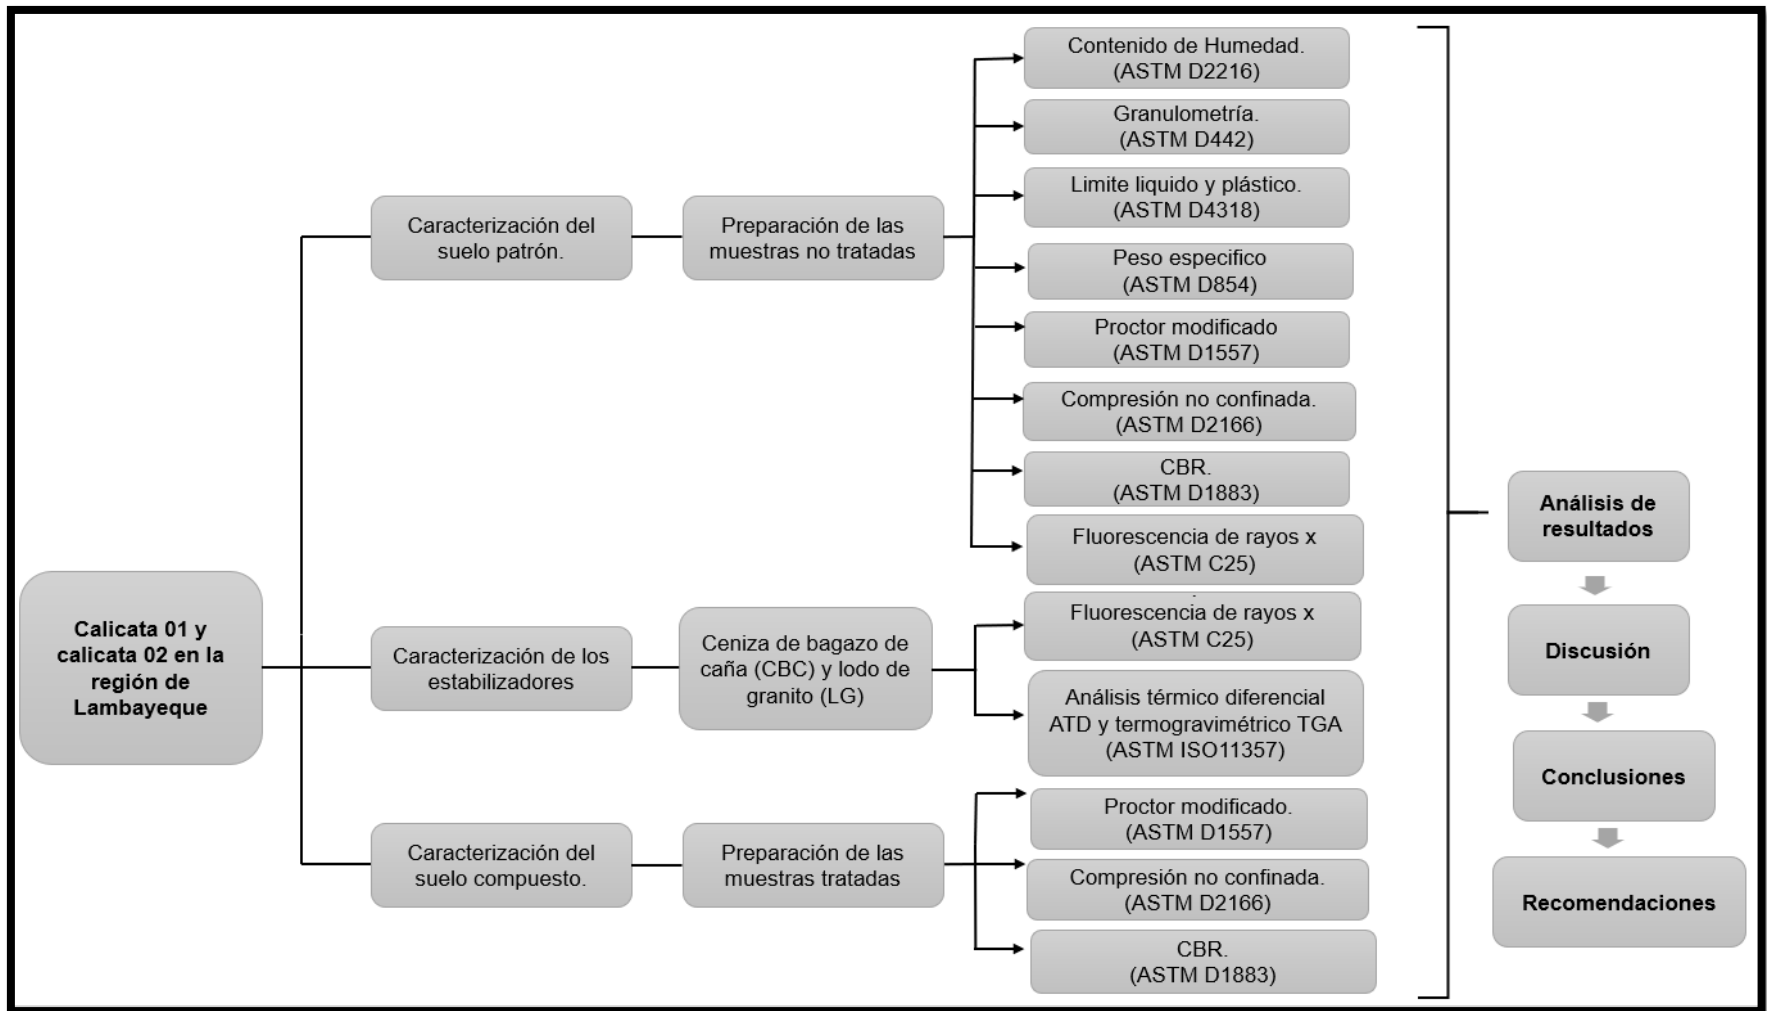 Calicata 01 y
calicata 02 en la
región de
Lambayeque
Caracterización del
suelo patrón.
Preparación de las
muestras no tratadas
Contenido de Humedad.
(ASTM D2216)
Granulometría.
(ASTM D442)
Limite liquido y plástico.
(ASTM D4318)
Peso especifico
(ASTM D854)
Proctor modificado
(ASTM D1557)
Compresión no confinada.
(ASTM D2166)
CBR.
(ASTM D1883)
Fluorescencia de rayos x
(ASTM C25)
Caracterización de los
estabilizadores
Ceniza de bagazo de
caña (CBC) y lodo de
granito (LG)
Fluorescencia de rayos x
(ASTM C25)
Análisis térmico diferencial
ATD y termogravimétrico TGA
(ASTM ISO11357)
Caracterización del
suelo compuesto.
Preparación de las
muestras tratadas
Proctor modificado.
(ASTM D1557)
Compresión no confinada.
(ASTM D2166)
CBR.
(ASTM D1883)
Análisis de
resultados
Discusión
Conclusiones
Recomendaciones